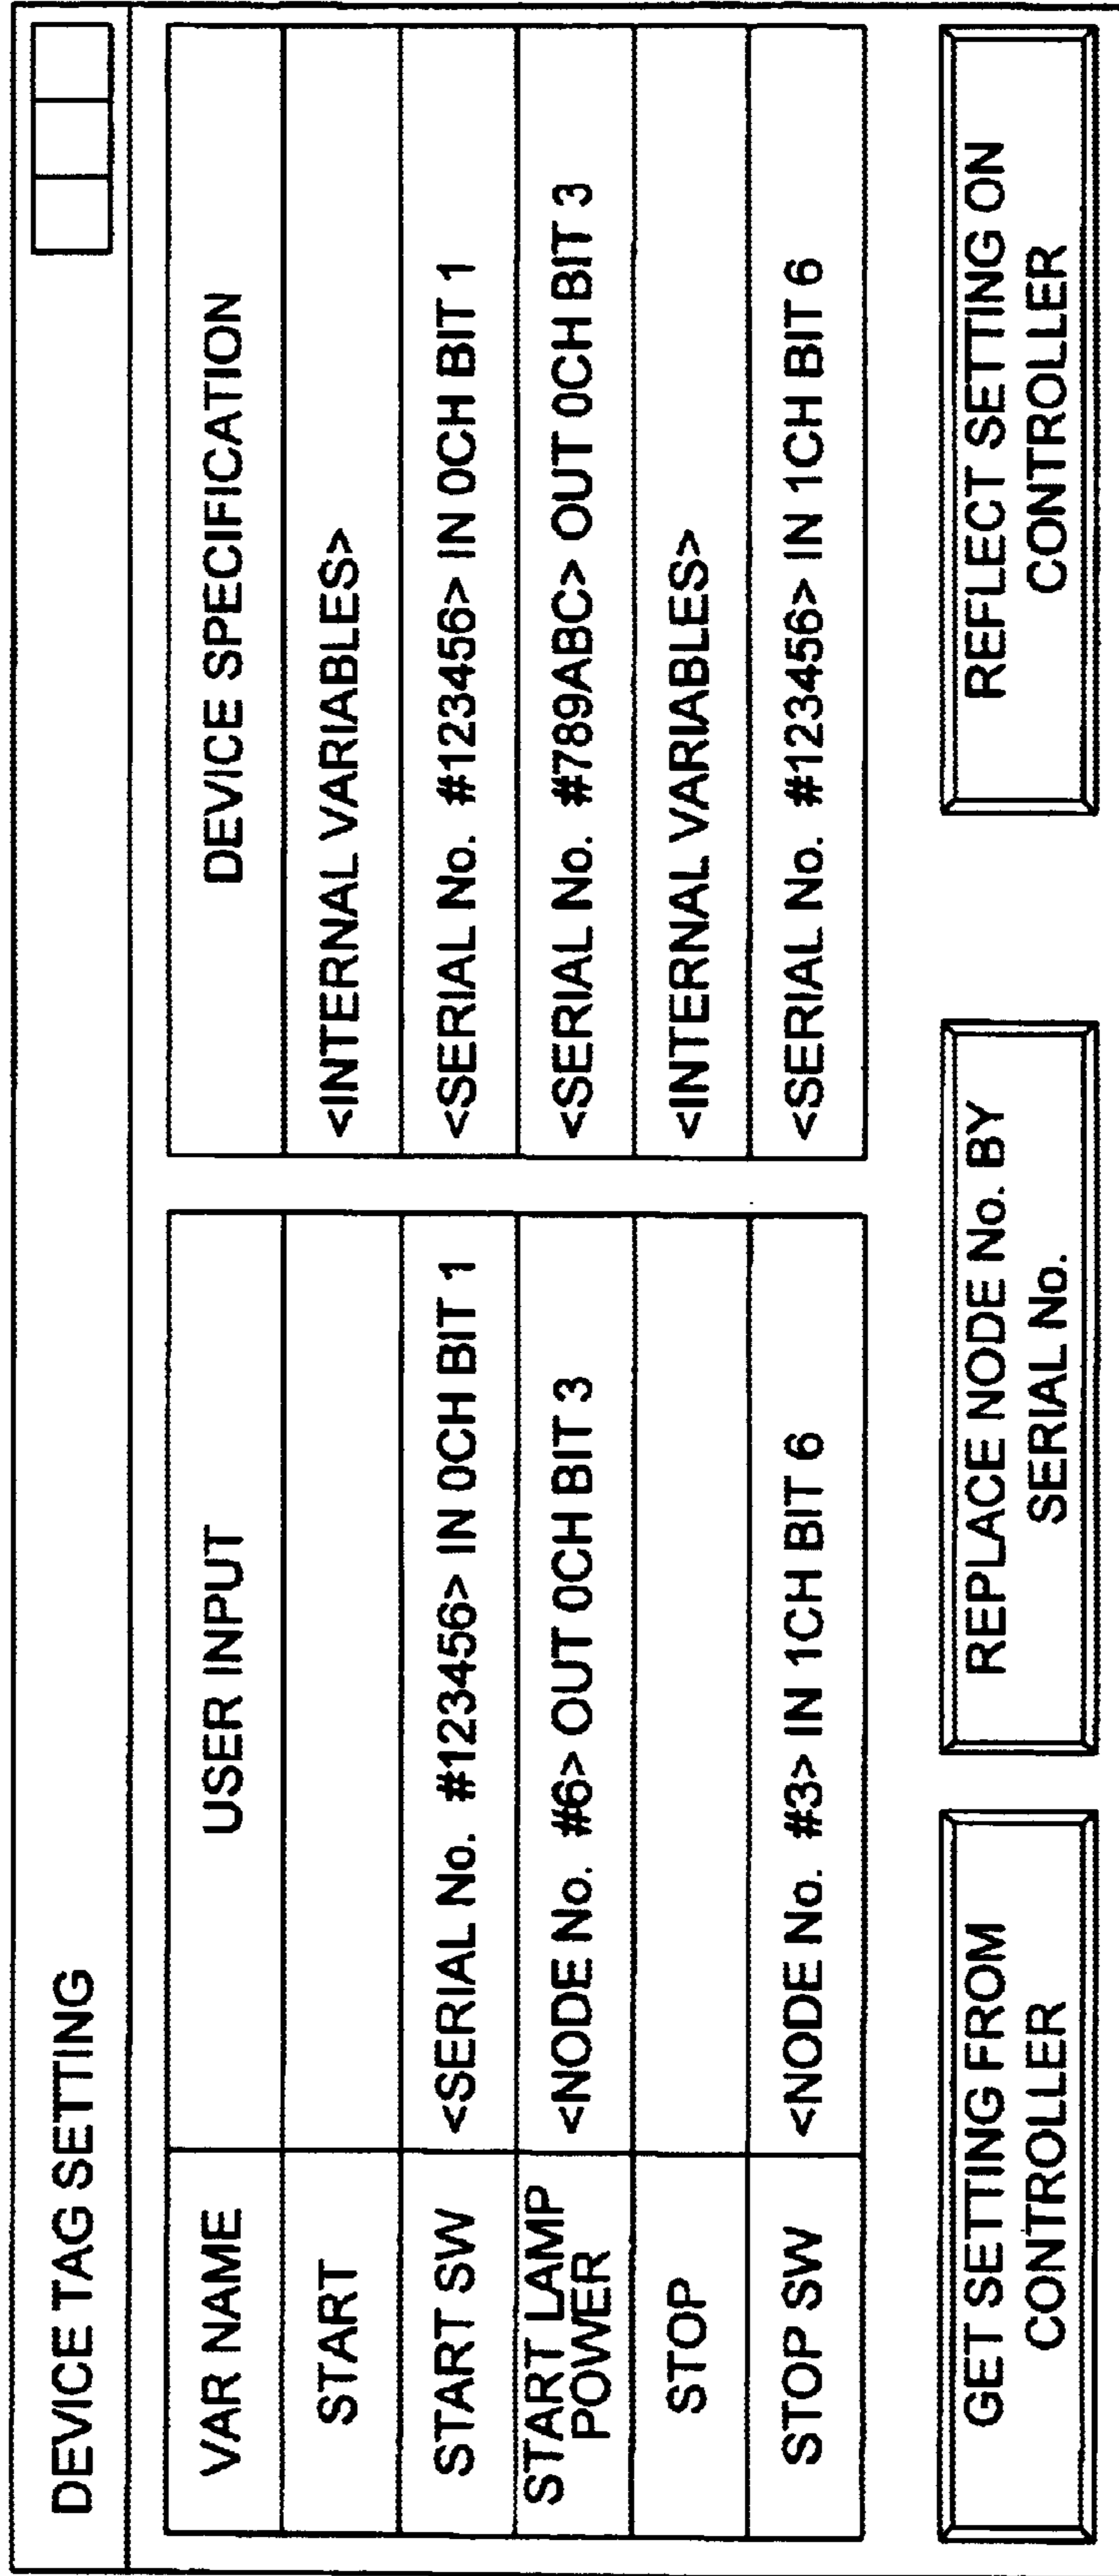 DEVICE TAG SETTING
VAR NAME USER INPUT DEVICE SPECIFICATION
START <INTERNAL VARIABLES>
START SW <SERIAL No. #123456> IN 0CH BIT 1 <SERIAL No. #123456> IN 0CH BIT 1
START LAMP
POWER <NODE No. #6> OUT 0CH BIT 3 <SERIAL No. #789ABC> OUT 0CH BIT 3
STOP <INTERNAL VARIABLES>
STOP SW <NODE No. #3> IN 1CH BIT 6 <SERIAL No. #123456> IN 1CH BIT 6
GET SETTING FROM
CONTROLLER
REPLACE NODE No. BY
SERIAL No.
REFLECT SETTING ON
CONTROLLER